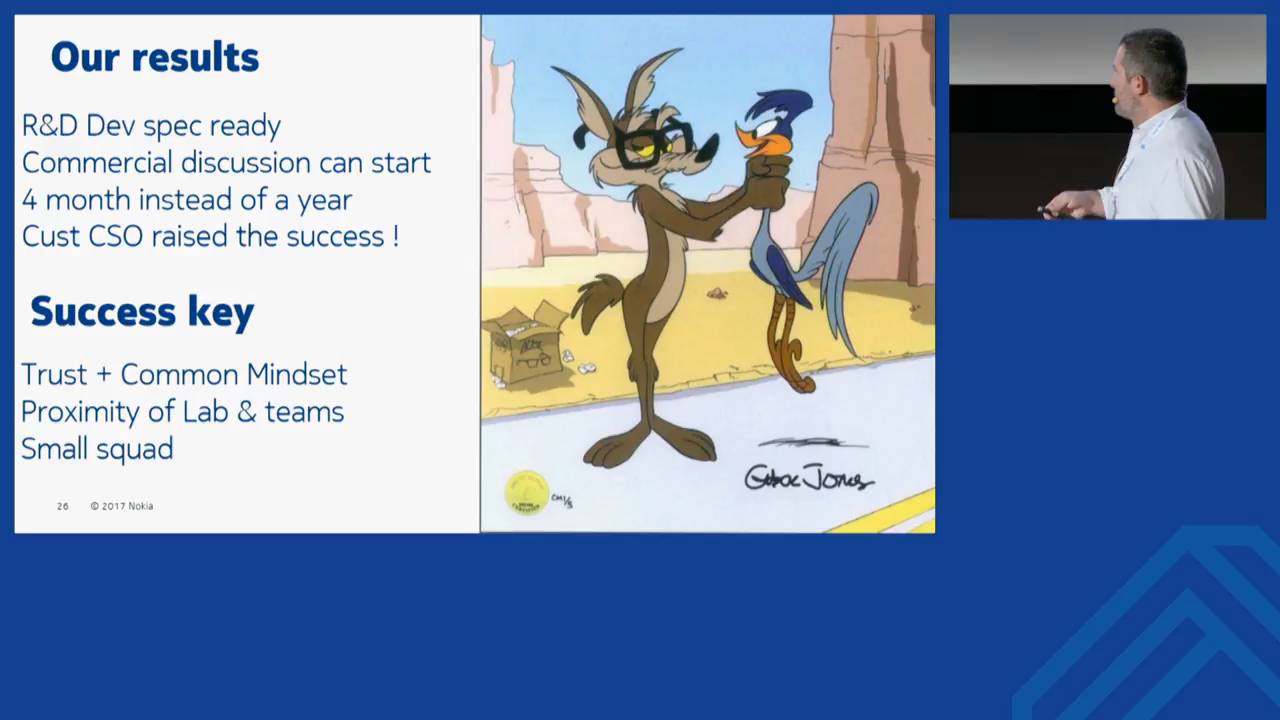 Our results
R&D Dev spec ready
Commercial discussion can start
4 month instead of a year
Cust CSO raised the success !
Success key
Trust + Common Mindset
Proximity of Lab & teams
Small squad
26 © 2017 Nokia
Chuck Jones